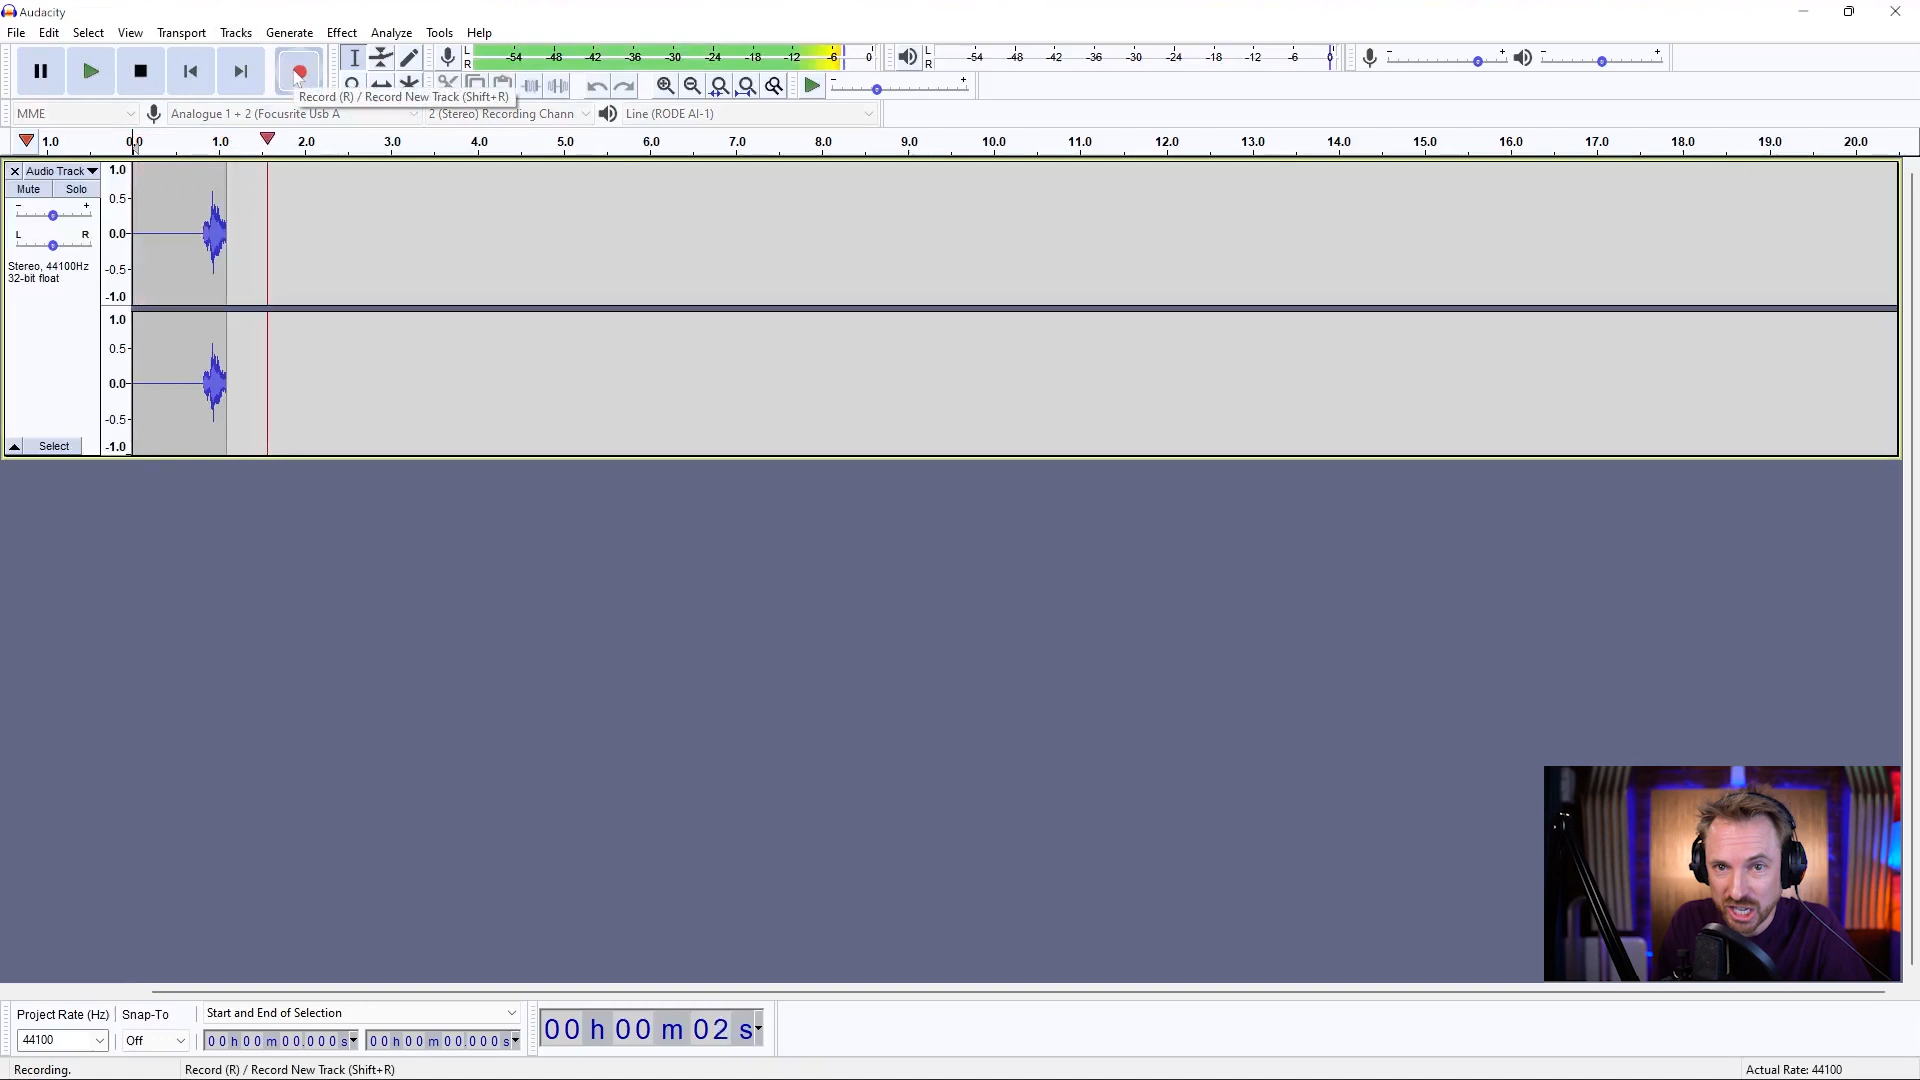 Audacity
File Edit Select View Transport Tracks Generate Effect Analyze Tools Help
L R -54 -48 -42 -36 -30 -24 -18 -12 -6 0
L R -54 -48 -42 -36 -30 -24 -18 -12 -6 0
- + - +
- +
Record (R) / Record New Track (Shift+R)
MME Analogue 1 + 2 (Focusrite Usb A 2 (Stereo) Recording Chann Line (RODE AI-1)
1.0 0.0 1.0 2.0 3.0 4.0 5.0 6.0 7.0 8.0 9.0 10.0 11.0 12.0 13.0 14.0 15.0 16.0 17.0 18.0 19.0 20.0
Audio Track
Mute Solo
- +
L R
Stereo, 44100Hz
32-bit float
Select
1.0
0.5
0.0
-0.5
-1.0
1.0
0.5
0.0
-0.5
-1.0
Project Rate (Hz) Snap-To Start and End of Selection
44100 Off 00 h 00 m 00.000 s 00 h 00 m 00.000 s
00 h 00 m 02 s
Recording. Record (R) / Record New Track (Shift+R) Actual Rate: 44100